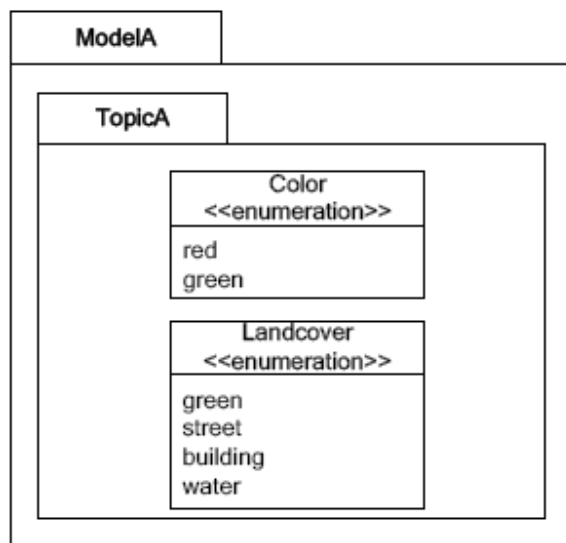 ModelA
TopicA
Color
<<enumeration>>
red
green
Landcover
<<enumeration>>
green
street
building
water